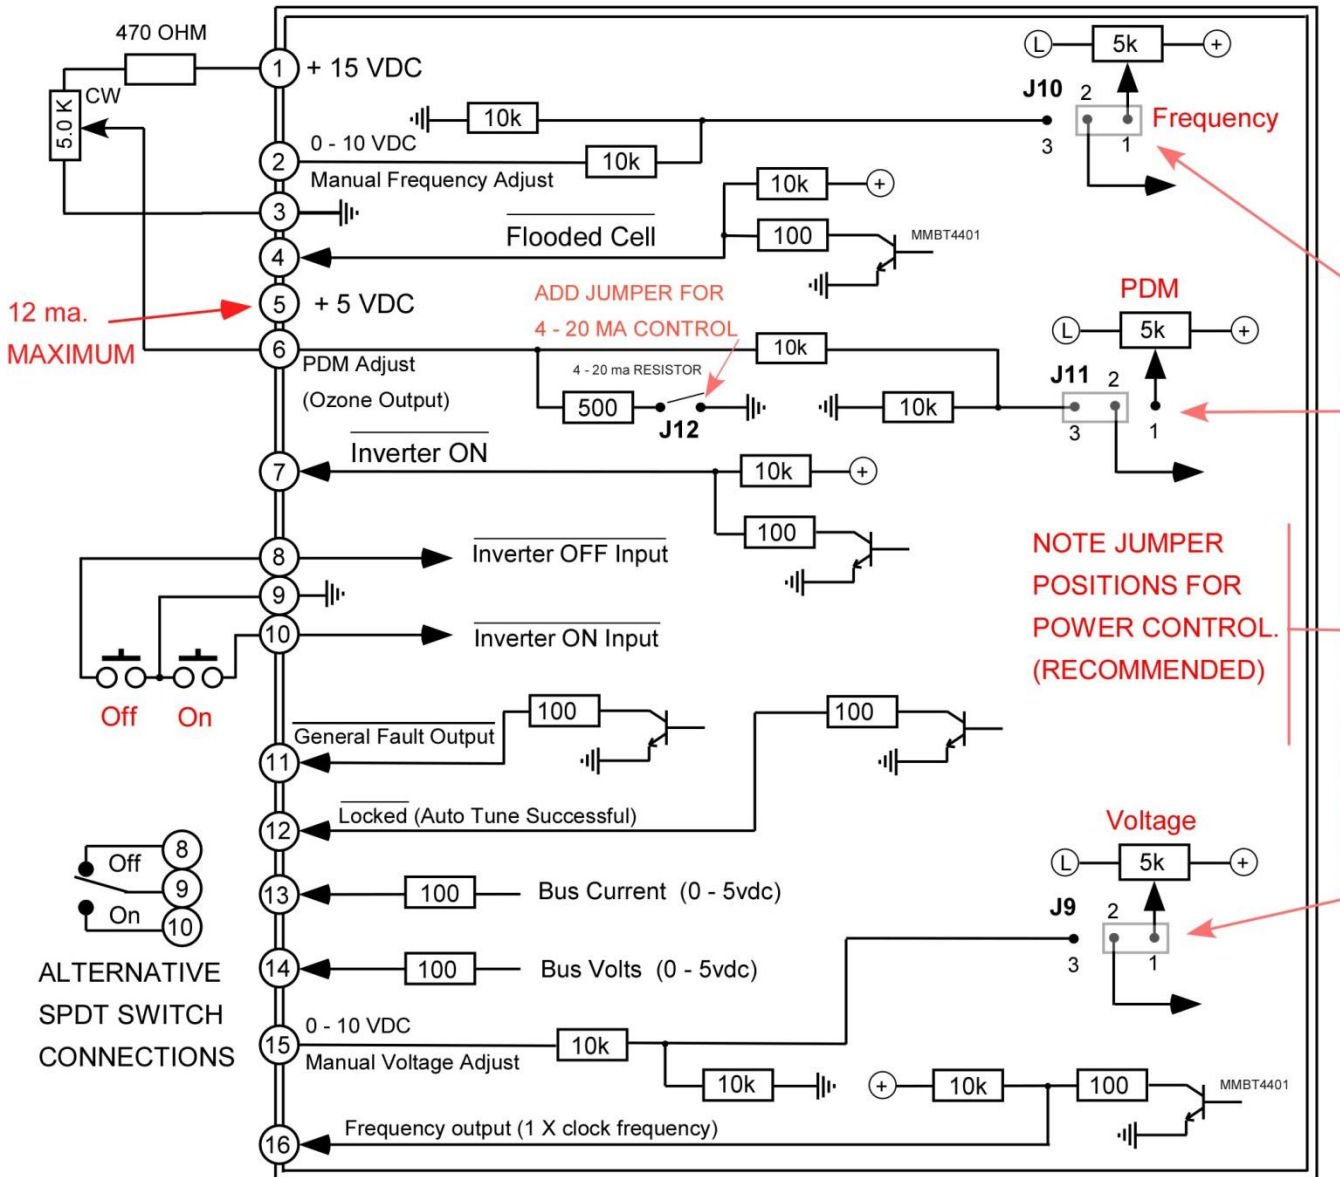 470 OHM
CW
5.0 K
1
+ 15 VDC
10k
J10
2
3
1
L
5k
+
Frequency
2
0 - 10 VDC
Manual Frequency Adjust
10k
3
4
Flooded Cell
10k
+
100
MMBT4401
12 ma.
MAXIMUM
5
+ 5 VDC
6
PDM Adjust
(Ozone Output)
ADD JUMPER FOR
4 - 20 MA CONTROL
4 - 20 ma RESISTOR
500
J12
10k
10k
PDM
L
5k
+
J11
2
3
1
7
Inverter ON
10k
+
100
8
Inverter OFF Input
9
10
Inverter ON Input
Off
On
NOTE JUMPER
POSITIONS FOR
POWER CONTROL.
(RECOMMENDED)
11
General Fault Output
100
12
Locked (Auto Tune Successful)
100
13
100
Bus Current (0 - 5vdc)
14
100
Bus Volts (0 - 5vdc)
Off
On
8
9
10
ALTERNATIVE
SPDT SWITCH
CONNECTIONS
Voltage
L
5k
+
J9
2
3
1
15
0 - 10 VDC
Manual Voltage Adjust
10k
10k
+
10k
100
MMBT4401
16
Frequency output (1 X clock frequency)